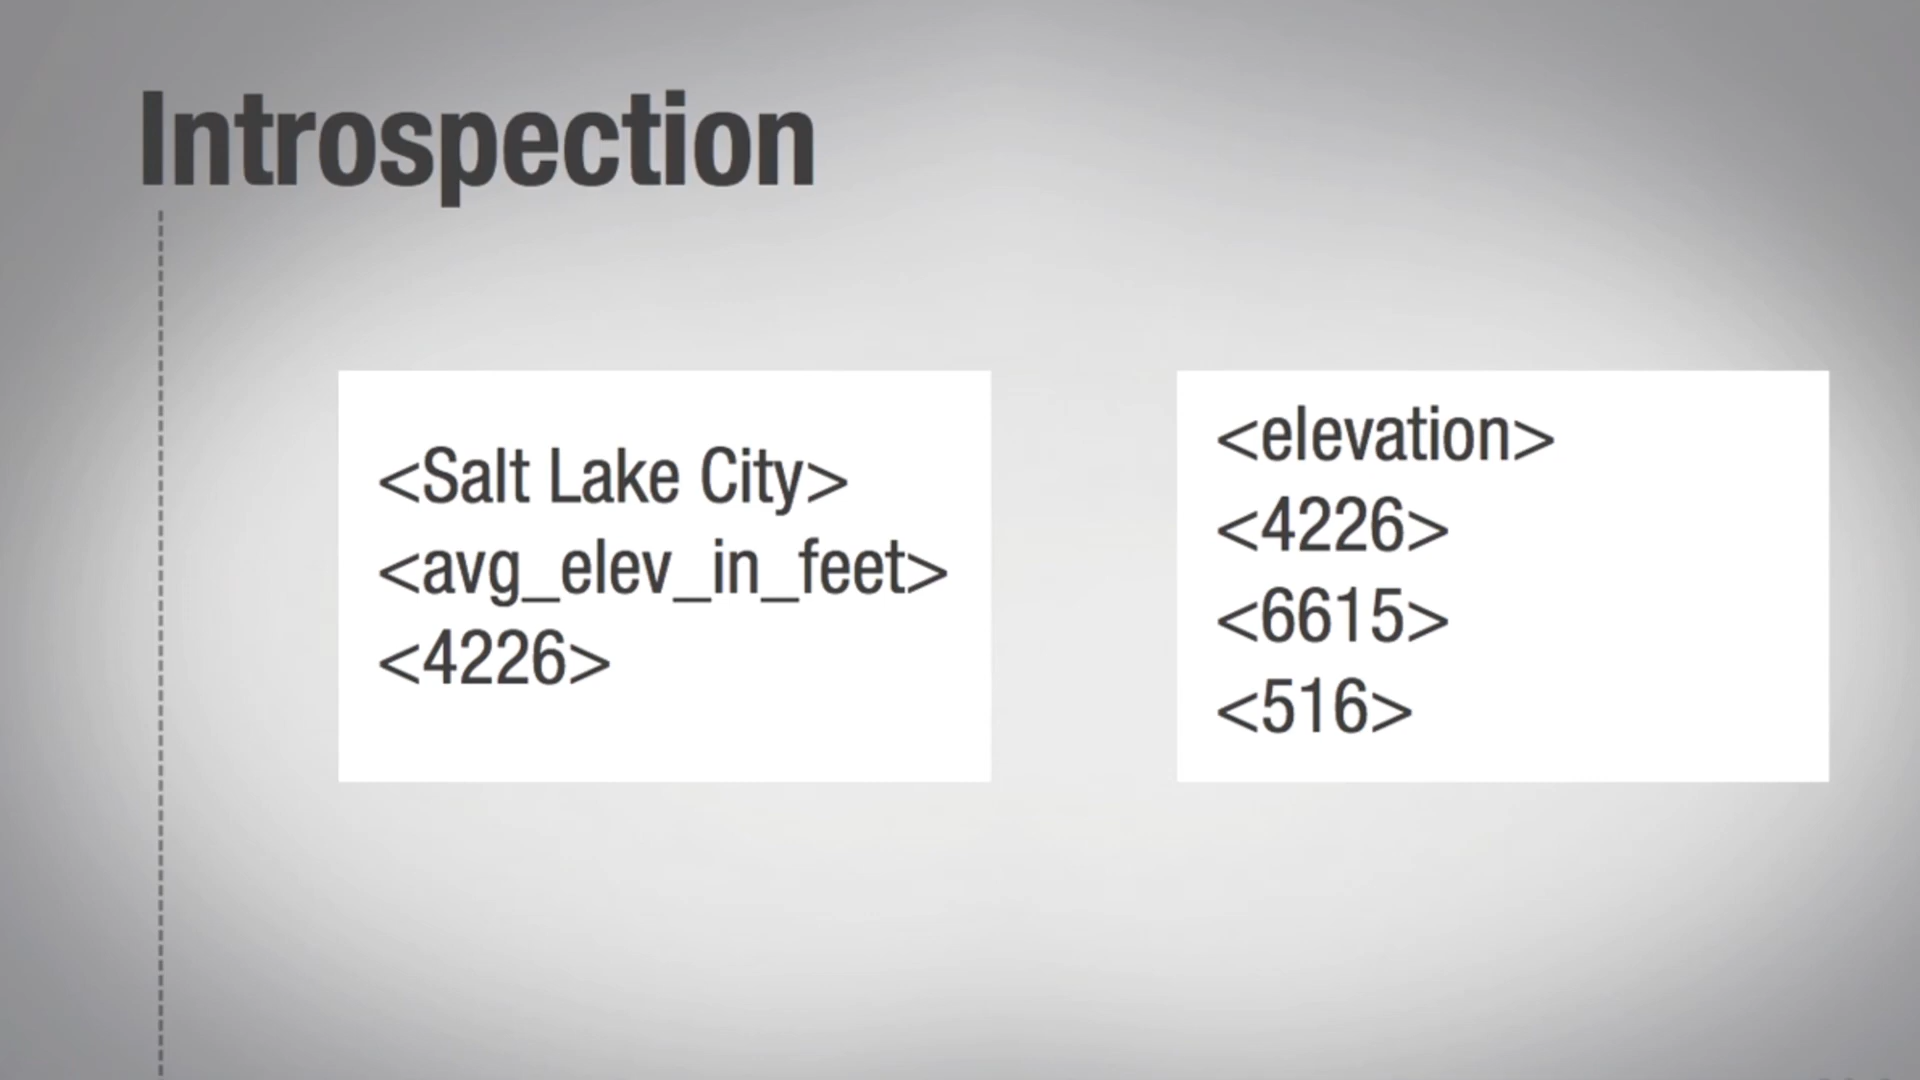 Introspection
<Salt Lake City>
<avg_elev_in_feet>
<4226>
<elevation>
<4226>
<6615>
<516>